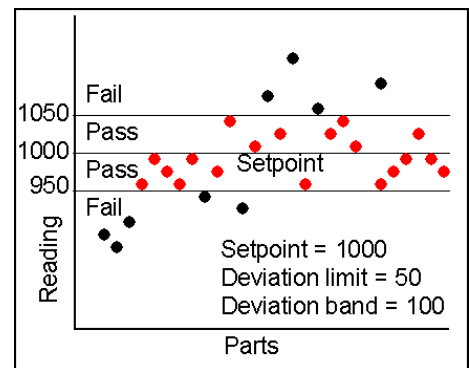 Fail
1050
Pass
1000
Pass
Setpoint
950
Fail
Reading
Setpoint = 1000
Deviation limit = 50
Deviation band = 100
Parts